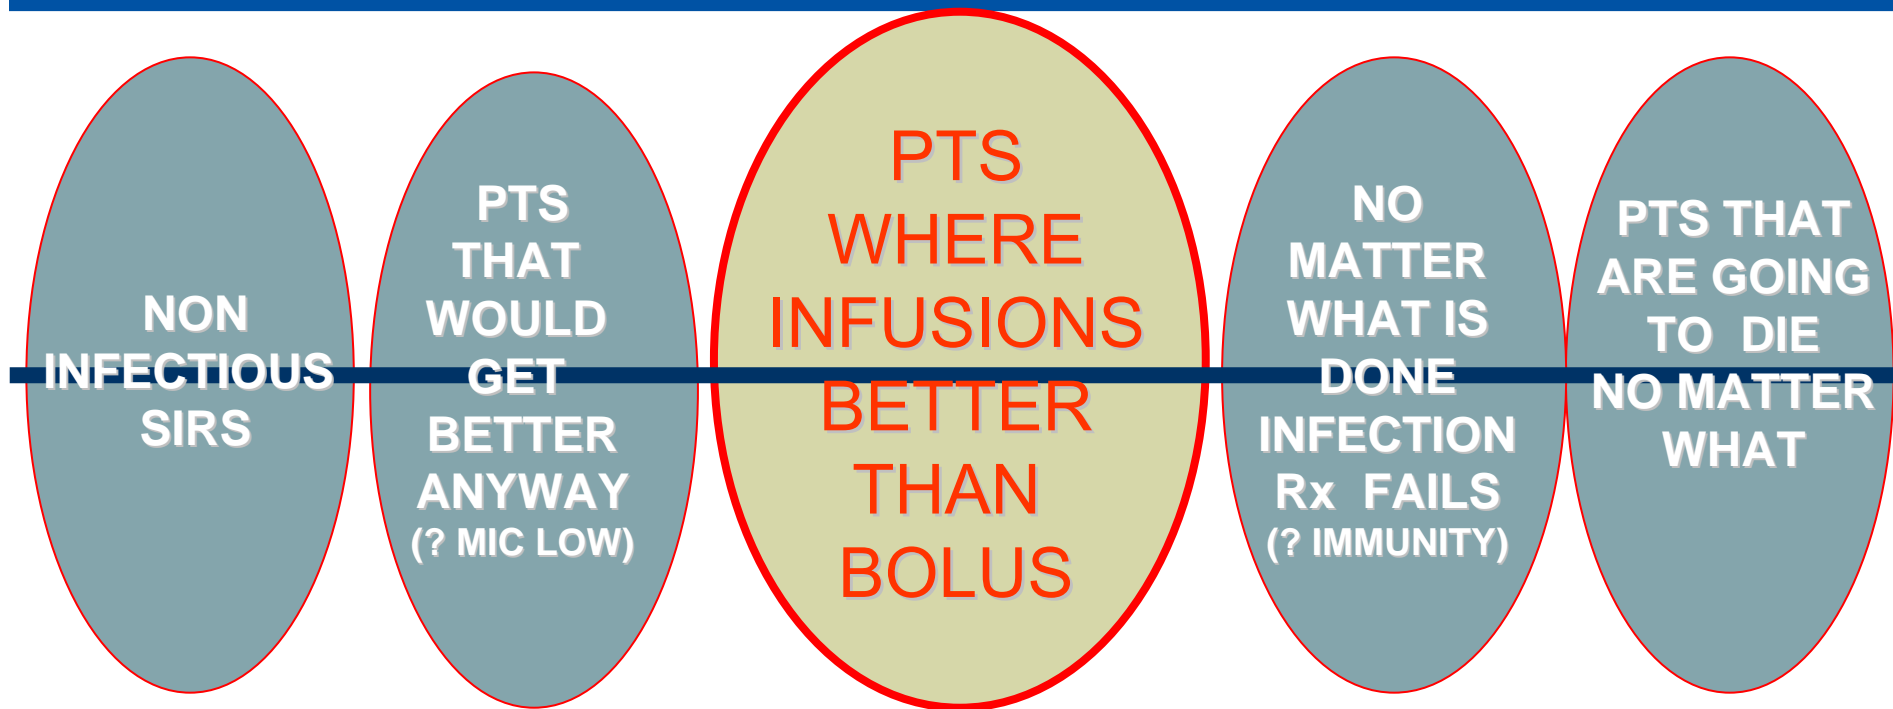 NON
INFECTIOUS
SIRS
PTS
THAT
WOULD
GET
BETTER
ANYWAY
(? MIC LOW)
PTS
WHERE
INFUSIONS
BETTER
THAN
BOLUS
NO
MATTER
WHAT IS
DONE
INFECTION
Rx FAILS
(? IMMUNITY)
PTS THAT
ARE GOING
TO DIE
NO MATTER
WHAT